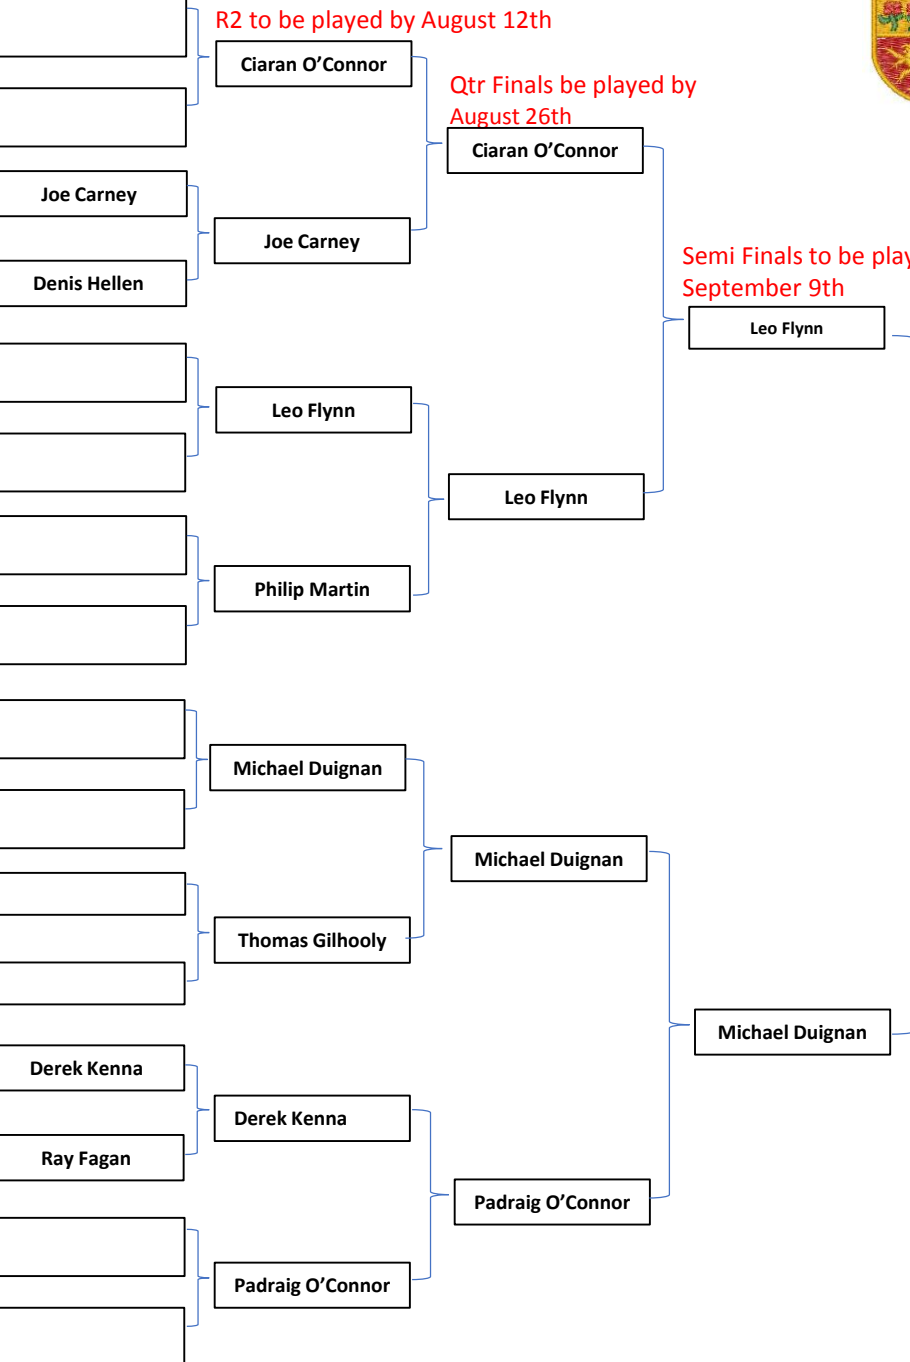 R2 to be played by August 12th
Ciaran O’Connor
Qtr Finals be played by
August 26th
Ciaran O’Connor
Joe Carney
Joe Carney
Denis Hellen
Semi Finals to be play
September 9th
Leo Flynn
Leo Flynn
Leo Flynn
Philip Martin
Michael Duignan
Michael Duignan
Thomas Gilhooly
Michael Duignan
Derek Kenna
Derek Kenna
Ray Fagan
Padraig O’Connor
Padraig O’Connor